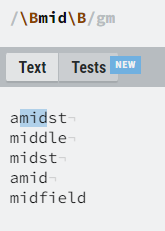 /\Bmid\B/gm
Text Tests NEW
amidst¬
middle¬
midst¬
amid¬
midfield